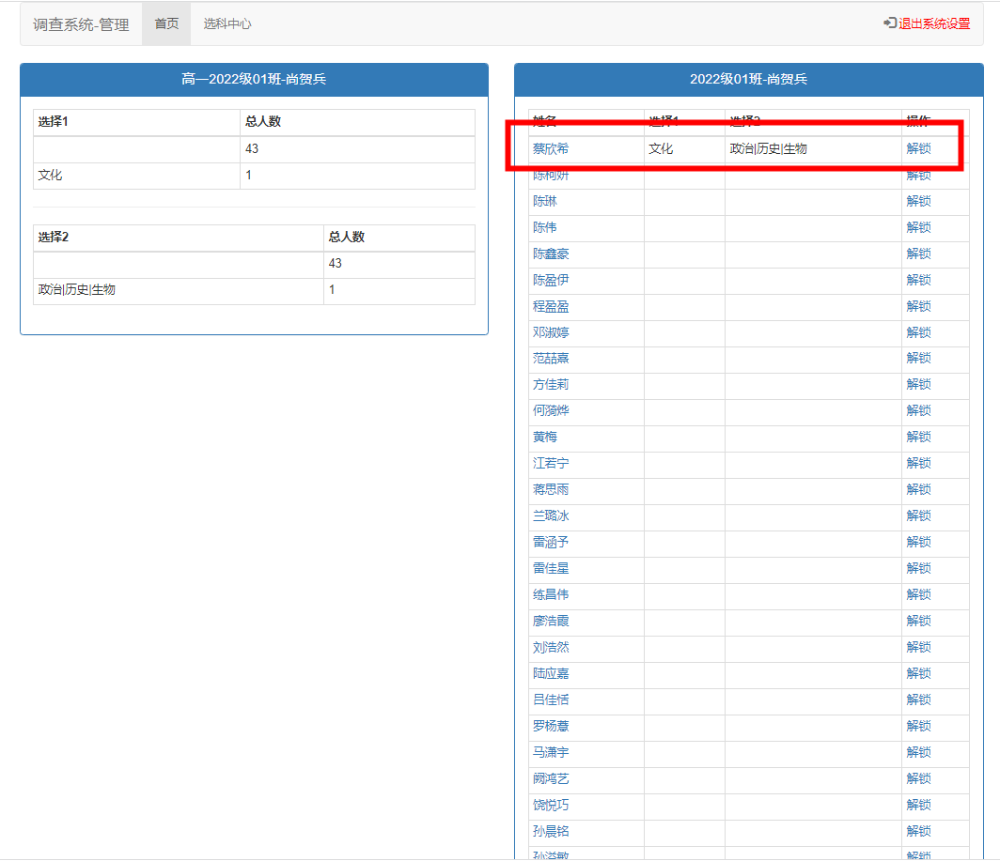 调查系统-管理 首页 选科中心 退出系统设置
高一2022级01班-尚贺兵
选择1 总人数
43
文化 1
选择2 总人数
43
政治|历史|生物 1
2022级01班-尚贺兵
姓名 选择1 选择2 操作
蔡欣希 文化 政治|历史|生物 解锁
陈柯妍 解锁
陈琳 解锁
陈伟 解锁
陈鑫豪 解锁
陈盈伊 解锁
程盈盈 解锁
邓淑婷 解锁
范喆熹 解锁
方佳莉 解锁
何漪烨 解锁
黄梅 解锁
江若宁 解锁
蒋思雨 解锁
兰璐冰 解锁
雷涵予 解锁
雷佳星 解锁
练昌伟 解锁
廖浩霞 解锁
刘浩然 解锁
陆应嘉 解锁
吕佳恬 解锁
罗杨薏 解锁
马潇宇 解锁
阙鸿艺 解锁
饶悦巧 解锁
孙晨铭 解锁
孙溢敏 解锁